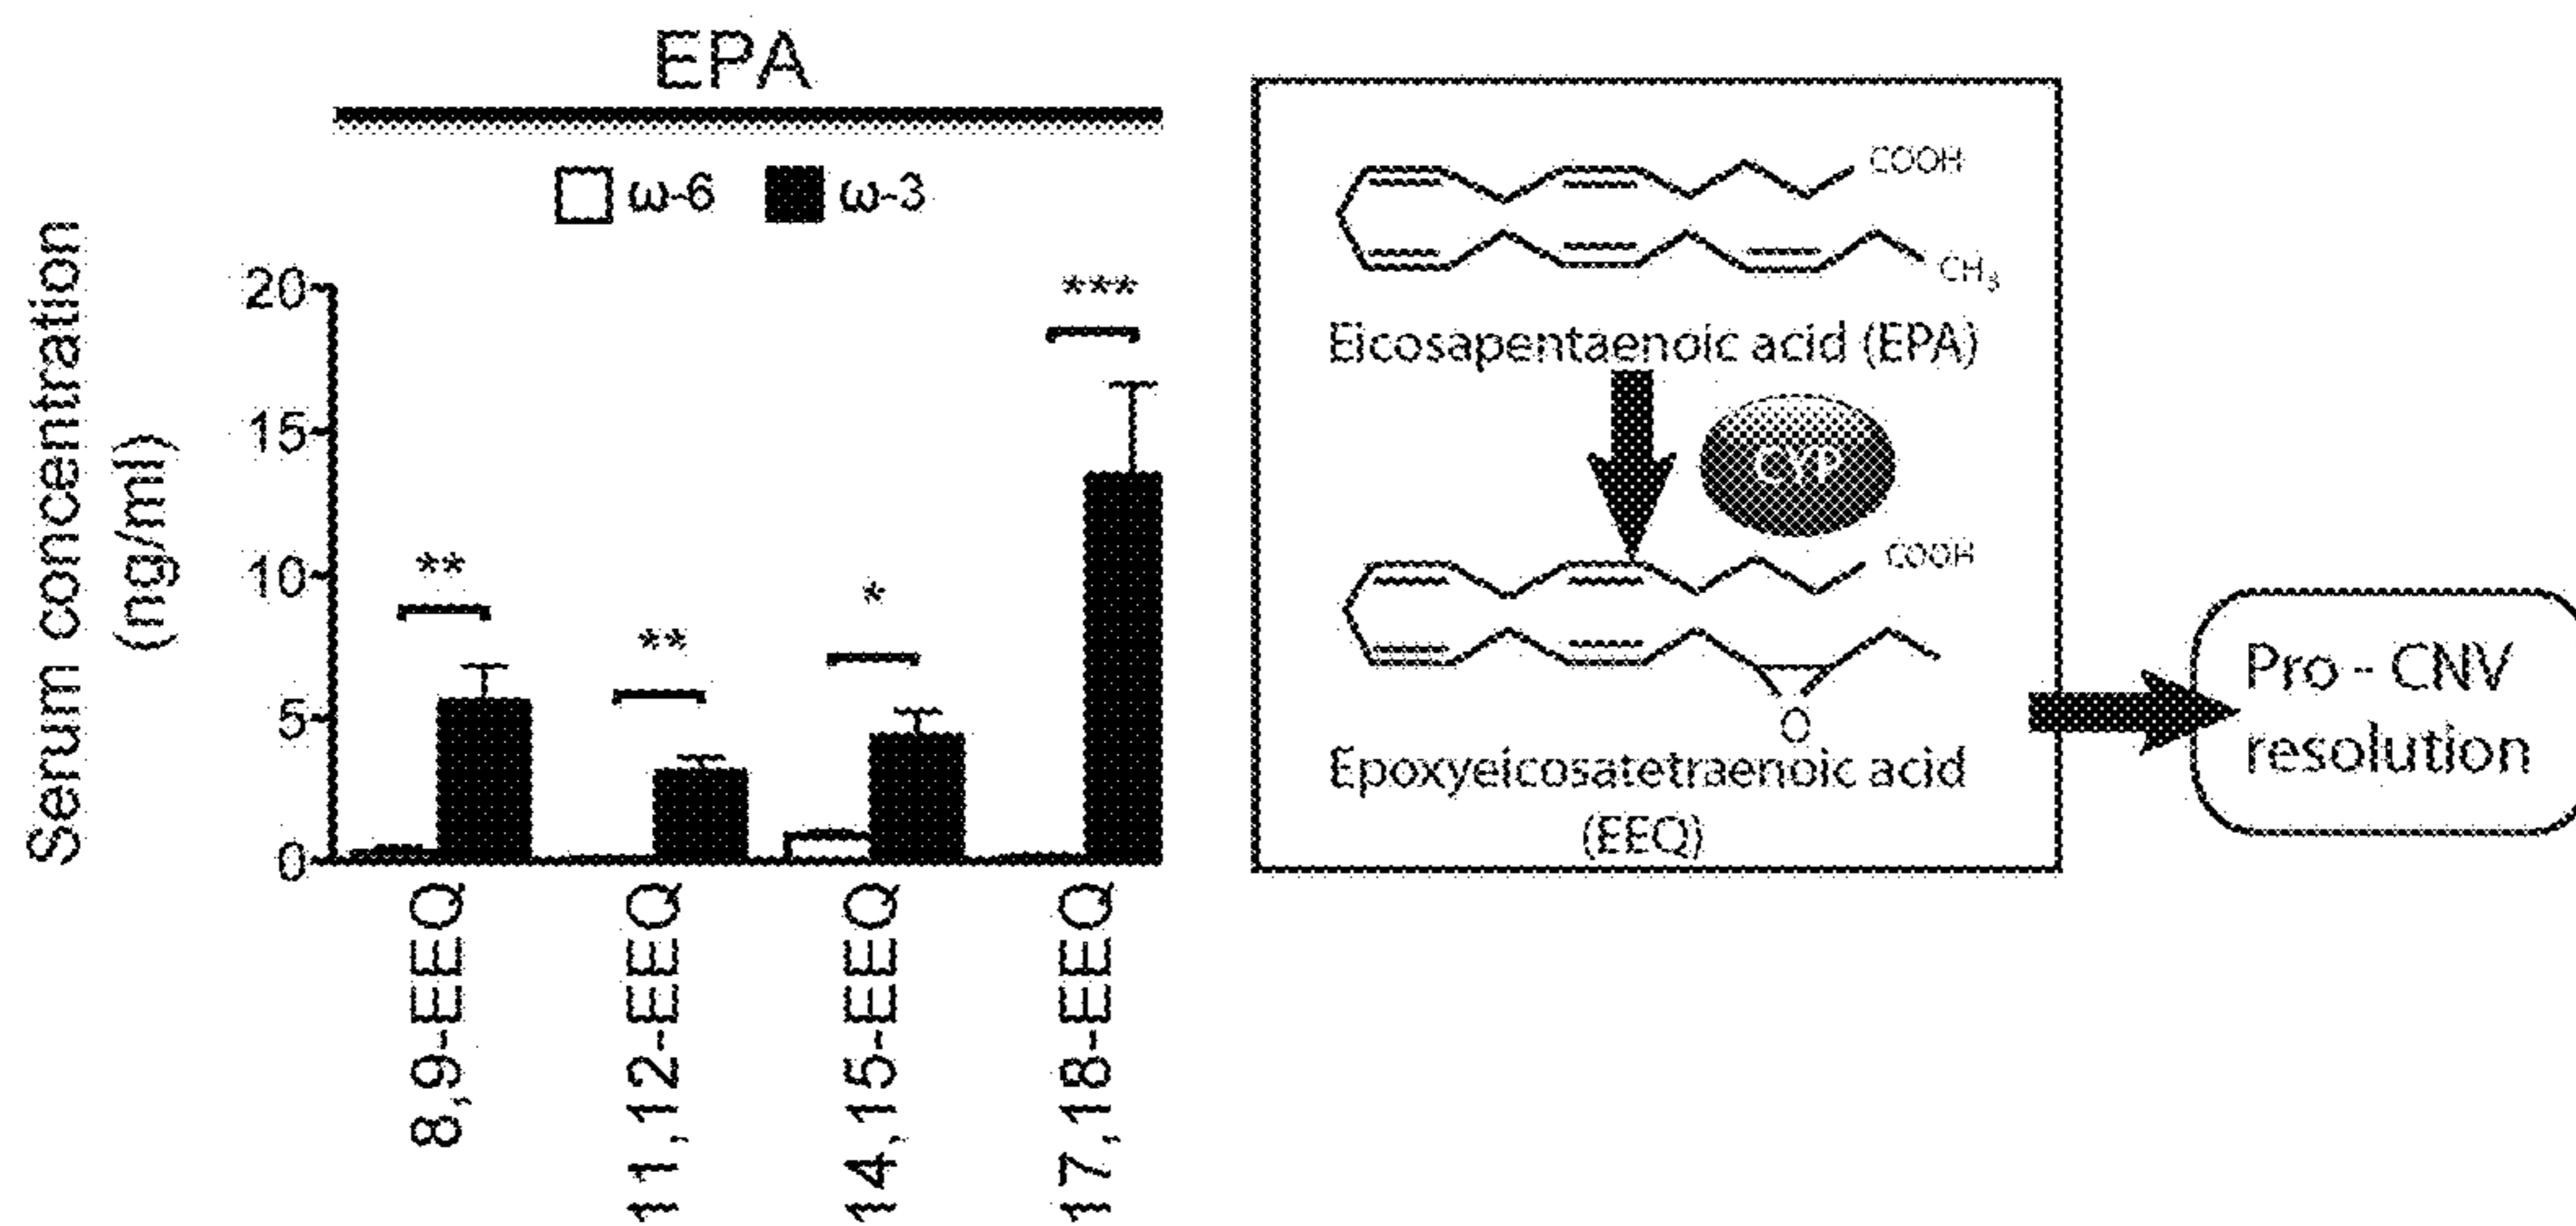 EPA
ω-6
ω-3
Serum concentration
(ng/ml)
20
15
10
5
0
**
**
*
***
8,9-EEQ
11,12-EEQ
14,15-EEQ
17,18-EEQ
COOH
CH3
Eicosapentaenoic acid (EPA)
CYP
COOH
O
Epoxyeicosatetraenoic acid
(EEQ)
Pro - CNV
resolution